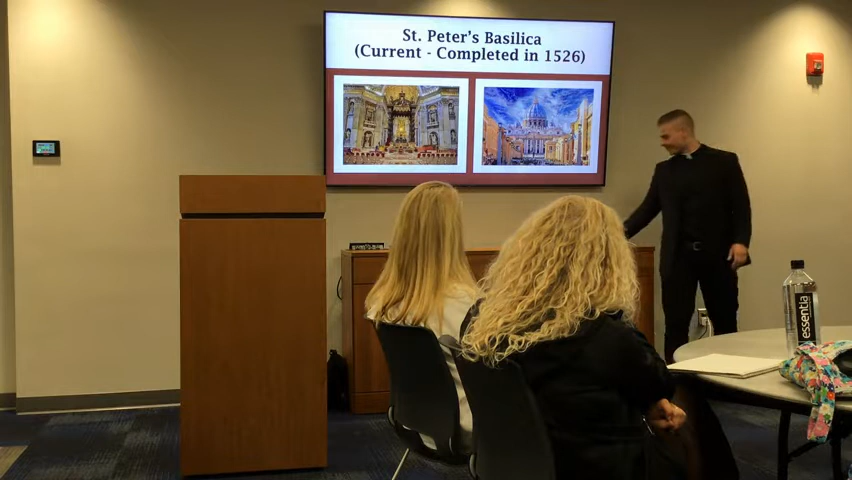 St. Peter's Basilica
(Current - Completed in 1526)
essentia